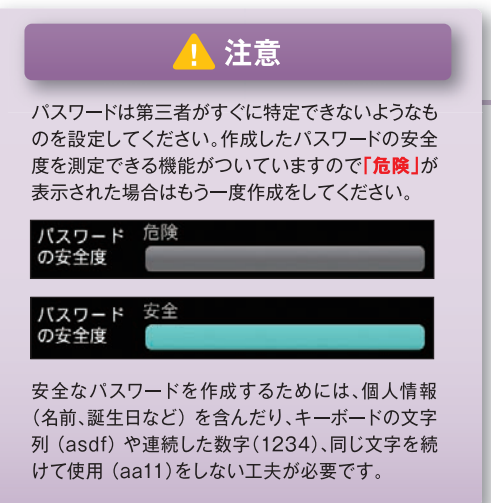 注意
パスワードは第三者がすぐに特定できないようなも
のを設定してください。作成したパスワードの安全
度を測定できる機能がついていますので「危険」が
表示された場合はもう一度作成をしてください。
パスワード 危険
の安全度
パスワード 安全
の安全度
安全なパスワードを作成するためには、個人情報
（名前、誕生日など）を含んだり、キーボードの文字
列（asdf）や連続した数字（1234）、同じ文字を続
けて使用（aa11）をしない工夫が必要です。